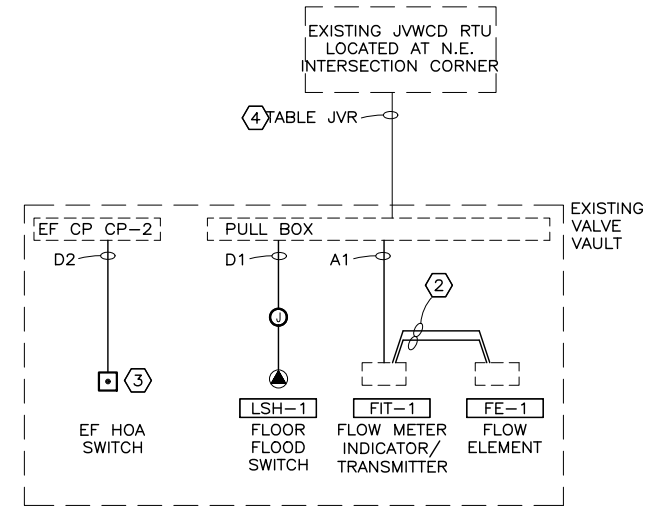 EXISTING JVWCD RTU
LOCATED AT N.E.
INTERSECTION CORNER
4 TABLE JVR
EXISTING
VALVE
VAULT
EF CP CP-2
PULL BOX
D2
D1
A1
2
J
3
LSH-1
FIT-1
FE-1
EF HOA
SWITCH
FLOOR
FLOOD
SWITCH
FLOW METER
INDICATOR/
TRANSMITTER
FLOW
ELEMENT